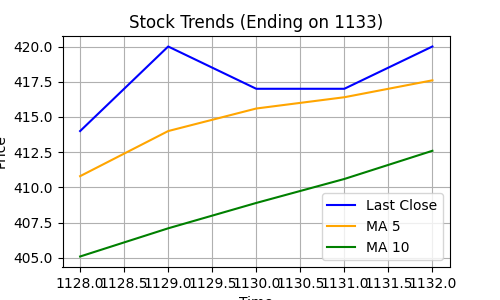 Stock Trends (Ending on 1133)
Price
420.0
417.5
415.0
412.5
410.0
407.5
405.0
Last Close
MA 5
MA 10
1128.0 1128.5 1129.0 1129.5 1130.0 1130.5 1131.0 1131.5 1132.0
Time